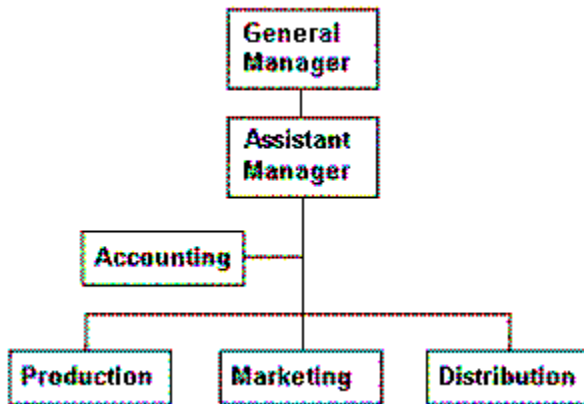 General
Manager
Assistant
Manager
Accounting
Production
Marketing
Distribution